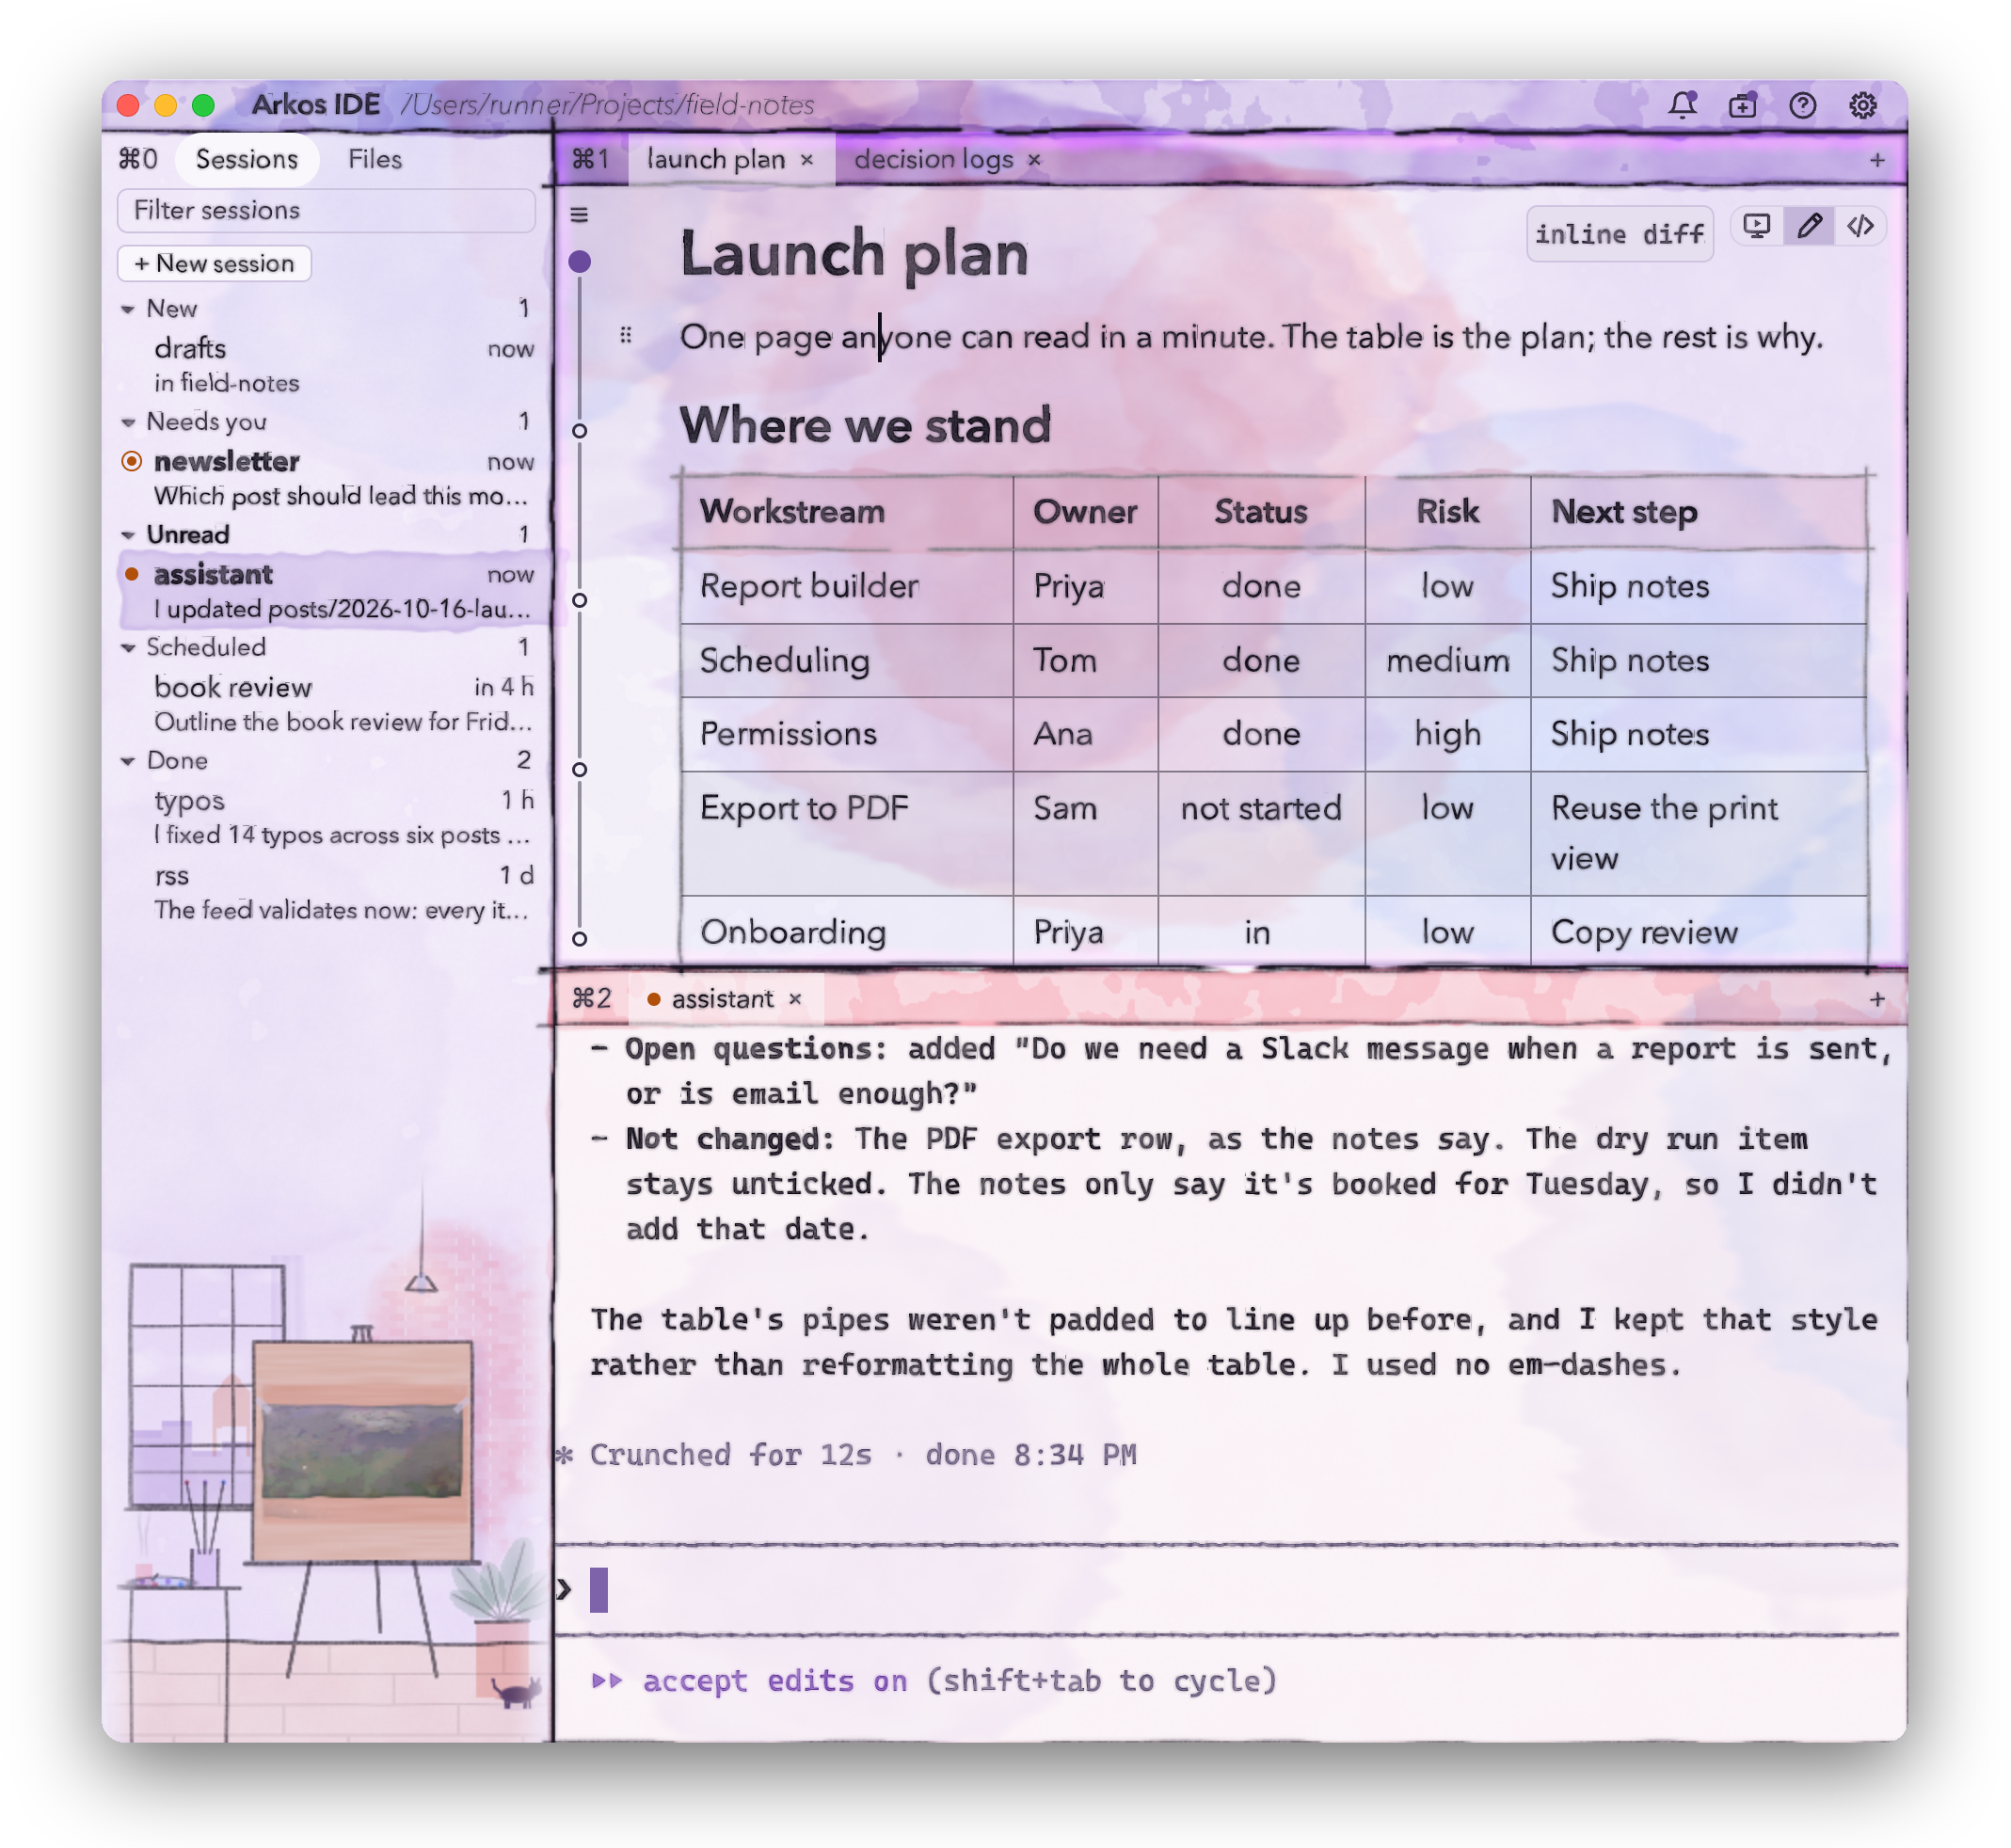 Arkos IDE /Users/runner/Projects/field-notes
⌘0 Sessions Files
Filter sessions
+ New session
New 1
drafts now
in field-notes
Needs you 1
newsletter now
Which post should lead this mo...
Unread 1
assistant now
I updated posts/2026-10-16-lau...
Scheduled 1
book review in 4 h
Outline the book review for Frid...
Done 2
typos 1 h
I fixed 14 typos across six posts ...
rss 1 d
The feed validates now: every it...
⌘1 launch plan × decision logs × +
inline diff
Launch plan
One page anyone can read in a minute. The table is the plan; the rest is why.
Where we stand
Workstream Owner Status Risk Next step
Report builder Priya done low Ship notes
Scheduling Tom done medium Ship notes
Permissions Ana done high Ship notes
Export to PDF Sam not started low Reuse the print
view
Onboarding Priya in low Copy review
⌘2 assistant × +
- Open questions: added "Do we need a Slack message when a report is sent,
or is email enough?"
- Not changed: The PDF export row, as the notes say. The dry run item
stays unticked. The notes only say it's booked for Tuesday, so I didn't
add that date.
The table's pipes weren't padded to line up before, and I kept that style
rather than reformatting the whole table. I used no em-dashes.
✻ Crunched for 12s · done 8:34 PM
❯
▸▸ accept edits on (shift+tab to cycle)